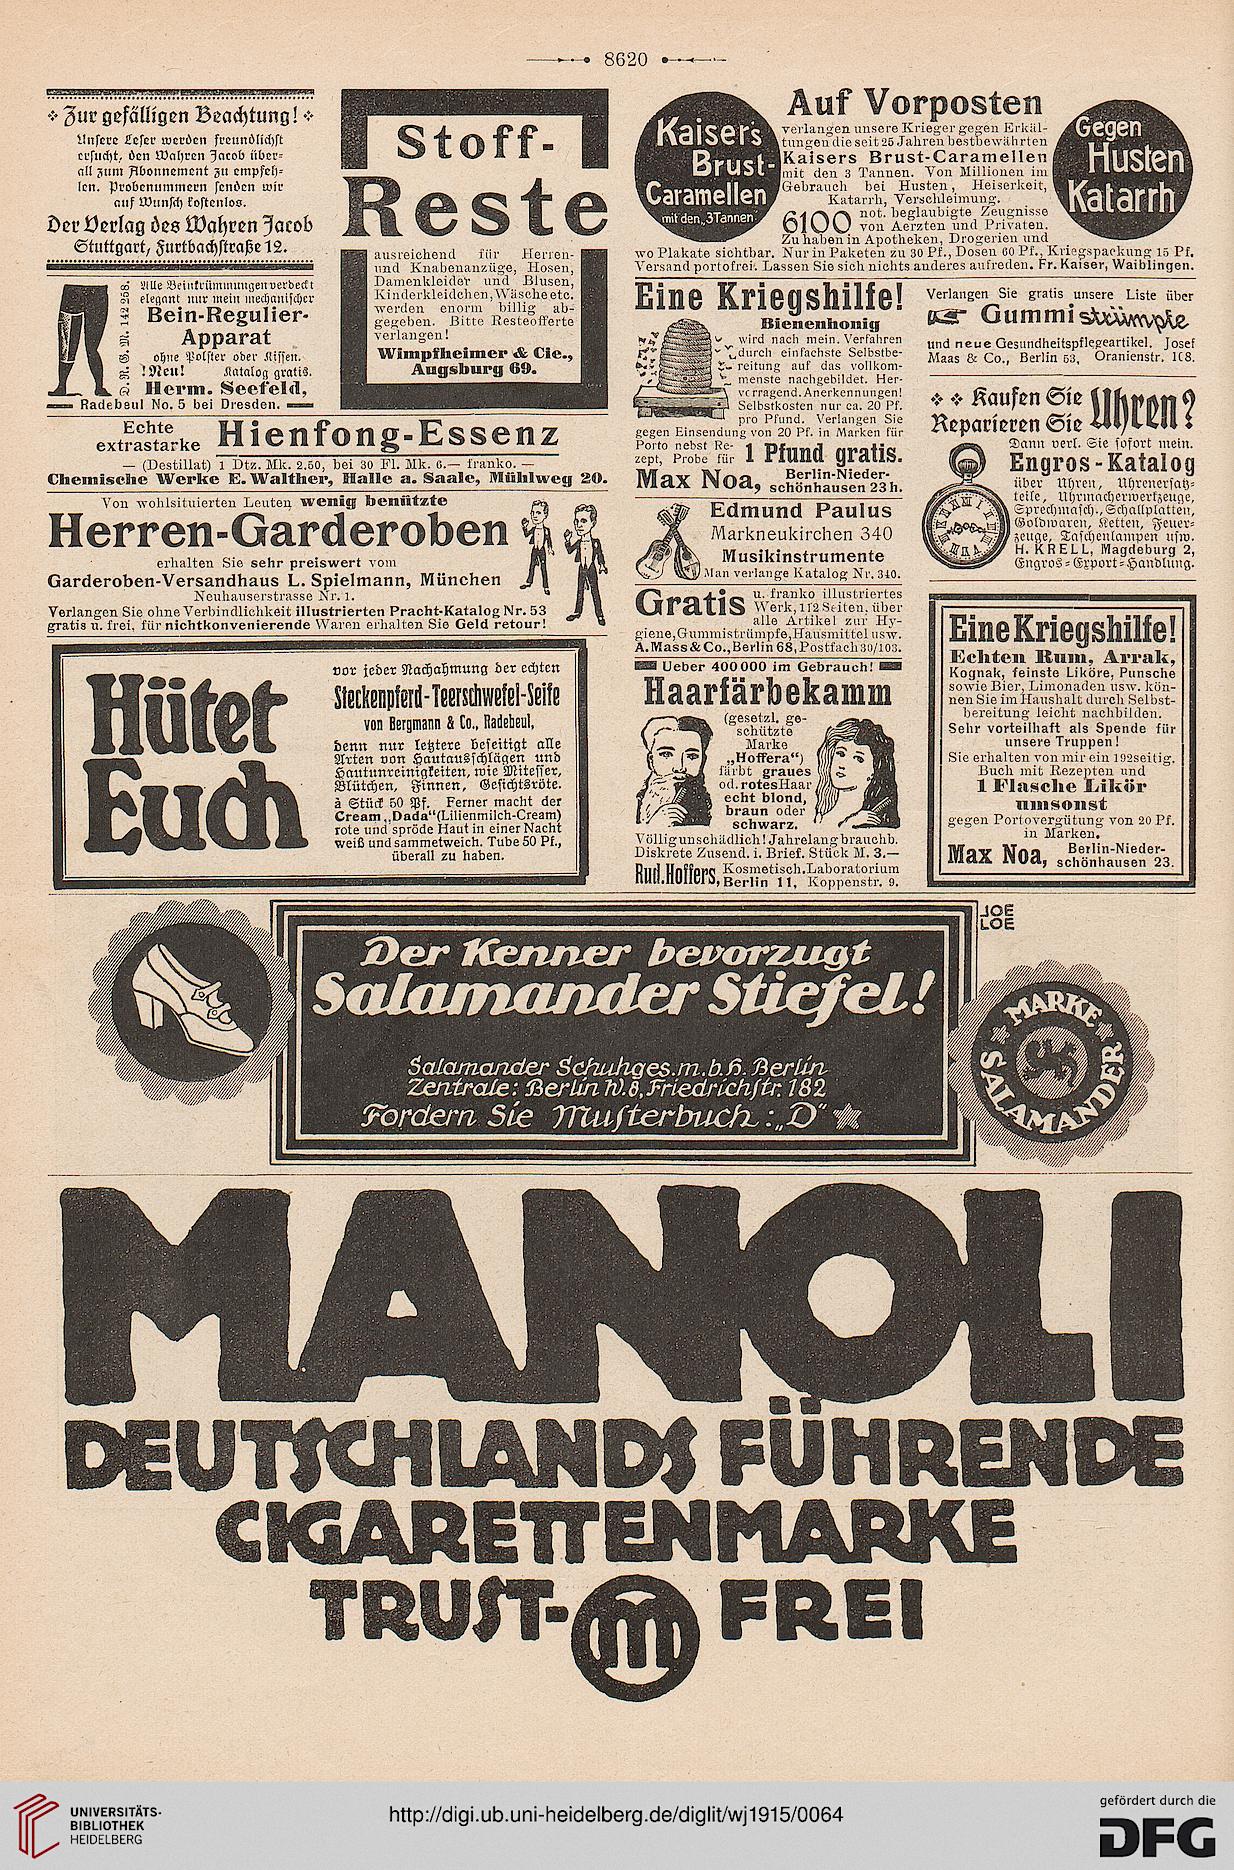 8620
Zur gefälligen Beachtung!
Unsere Leser werden freundlichst
ersucht, den Wahren Jacob über-
all zum Abonnement zu empfeh-
len. Probenummern senden wir
auf Wunsch kostenlos.
Der Verlag des Wahren Jacob
Stuttgart, Furtbachstraße 12.
D. R. G. M. 142 258.
Alle Beinkrümmungen verdeckt
elegant nur mein mechanischer
Bein-Regulier-
Apparat
ohne Polster oder Kissen.
!Neu! Katalog gratis.
Herm. Seefeld,
Radebeul No. 5 bei Dresden.
Stoff-
Reste
ausreichend für Herren-
und Knabenanzüge, Hosen,
Damenkleider und Blusen,
Kinderkleidchen, Wäsche etc.
werden enorm billig ab-
gegeben. Bitte Resteofferte
verlangen!
Wimpfheimer & Cie.,
Augsburg 69.
Echte
extrastarke Hienfong-Essenz
— (Destillat) 1 Dtz. Mk. 2.50, bei 30 Fl. Mk. 6.— franko. —
Chemische Werke E. Walther, Halle a. Saale, Mühlweg 20.
Von wohlsituierten Leuten wenig benützte
Herren-Garderoben
erhalten Sie sehr preiswert vom
Garderoben-Versandhaus L. Spielmann, München
Neuhauserstrasse Nr. 1.
Verlangen Sie ohne Verbindlichkeit illustrierten Pracht-Katalog Nr. 53
gratis u. frei, für nichtkonvenierende Waren erhalten Sie Geld retour!
Hütet
Euch
vor jeder Nachahmung der echten
Steckenpferd-Teerschwefel-Seife
von Bergmann & Co., Radebeul,
denn nur letztere beseitigt alle
Arten von Hautausschlägen und
Hautunreinigkeiten, wie Mitesser,
Blütchen, Finnen, Gesichtsröte.
à Stück 50 Pf. Ferner macht der
Cream „Dada“ (Lilienmilch-Cream)
rote und spröde Haut in einer Nacht
weiß und sammetweich. Tube 50 Pf.,
überall zu haben.
Kaiser's
Brust-
Caramellen
mit den „3 Tannen“
Auf Vorposten
verlangen unsere Krieger gegen Erkäl-
tungen die seit 25 Jahren bestbewährten
Kaisers Brust-Caramellen
mit den 3 Tannen. Von Millionen im
Gebrauch bei Husten, Heiserkeit,
Katarrh, Verschleimung.
6100 not. beglaubigte Zeugnisse
von Aerzten und Privaten.
Zu haben in Apotheken, Drogerien und
wo Plakate sichtbar. Nur in Paketen zu 30 Pf., Dosen 60 Pf., Kriegspackung 15 Pf.
Versand portofrei. Lassen Sie sich nichts anderes aufreden. Fr. Kaiser, Waiblingen.
Gegen
Husten
Katarrh
Eine Kriegshilfe!
Bienenhonig
wird nach mein. Verfahren
durch einfachste Selbstbe-
reitung auf das vollkom-
menste nachgebildet. Her-
vorragend. Anerkennungen!
Selbstkosten nur ca. 20 Pf.
pro Pfund. Verlangen Sie
gegen Einsendung von 20 Pf. in Marken für
Porto nebst Re-
zept, Probe für 1 Pfund gratis.
Max Noa, Berlin-Nieder-
schönhausen 23 h.
Edmund Paulus
Markneukirchen 340
Musikinstrumente
Man verlange Katalog Nr. 340.
Gratis u. franko illustriertes
Werk, 112 Seiten, über
alle Artikel zur Hy-
giene, Gummistrümpfe, Hausmittel usw.
A. Mass & Co., Berlin 68, Postfach 30/103.
Ueber 400 000 im Gebrauch!
Haarfärbekamm
(gesetzl. ge-
schützte
Marke
„Hoffera“)
färbt graues
od. rotes Haar
echt blond,
braun oder
schwarz.
Völlig unschädlich! Jahrelang brauchb.
Diskrete Zusend. i. Brief. Stück M. 3.—
Rud. Hoffers, Kosmetisch. Laboratorium
Berlin 11, Koppenstr. 9.
Verlangen Sie gratis unsere Liste über
Gummistrümpfe
und neue Gesundheitspflegeartikel. Josef
Maas & Co., Berlin 53, Oranienstr. 108.
Kaufen Sie
Reparieren Sie Uhren?
Dann verl. Sie sofort mein.
Engros-Katalog
über Uhren, Uhrenersatz-
teile, Uhrmacherwerkzeuge,
Sprechmasch., Schallplatten,
Goldwaren, Ketten, Feuer-
zeuge, Taschenlampen usw.
H. KRELL, Magdeburg 2,
Engros-Export-Handlung.
Eine Kriegshilfe!
Echten Rum, Arrak,
Kognak, feinste Liköre, Punsche
sowie Bier, Limonaden usw. kön-
nen Sie im Haushalt durch Selbst-
bereitung leicht nachbilden.
Sehr vorteilhaft als Spende für
unsere Truppen!
Sie erhalten von mir ein 192seitig.
Buch mit Rezepten und
1 Flasche Likör
umsonst
gegen Portovergütung von 20 Pf.
in Marken.
Max Noa, Berlin-Nieder-
schönhausen 23.
JOE
LOE
Der Kenner bevorzugt
Salamander Stiefel!
Salamander Schuhges. m. b. H. Berlin
Zentrale: Berlin W. 8, Friedrichstr. 182
Fordern Sie Musterbuch: „D“
MARKE
SALAMANDER
MANOLI
DEUTSCHLANDS FÜHRENDE
CIGARETTENMARKE
TRUST-M FREI
UNIVERSITÄTS-
BIBLIOTHEK
HEIDELBERG
http://digi.ub.uni-heidelberg.de/diglit/wj1915/0064
gefördert durch die
DFG